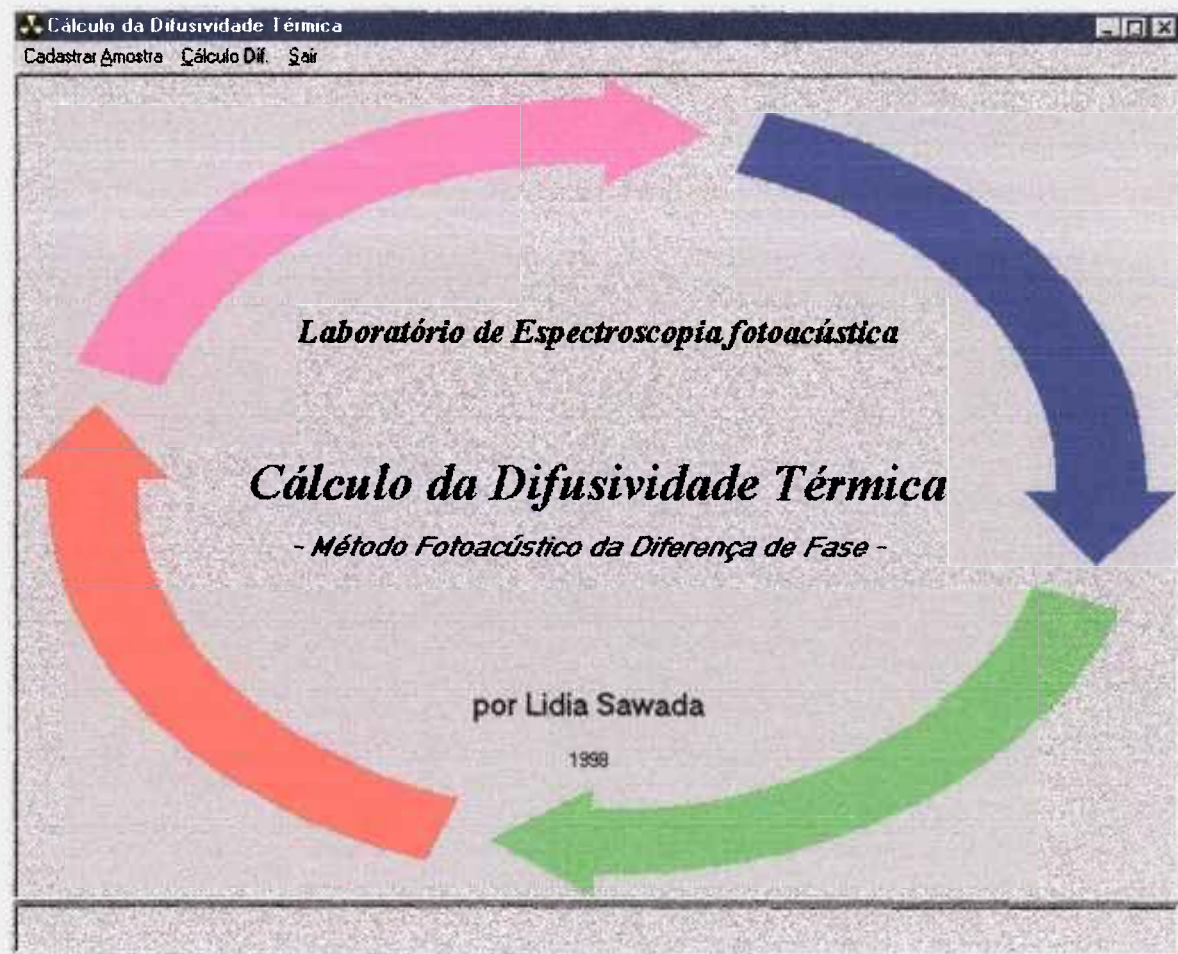 Cálculo da Difusividade Térmica
Cadastrar Amostra Cálculo Dif. Sair
Laboratório de Espectroscopia fotoacústica
Cálculo da Difusividade Térmica
- Método Fotoacústico da Diferença de Fase -
por Lidia Sawada
1998